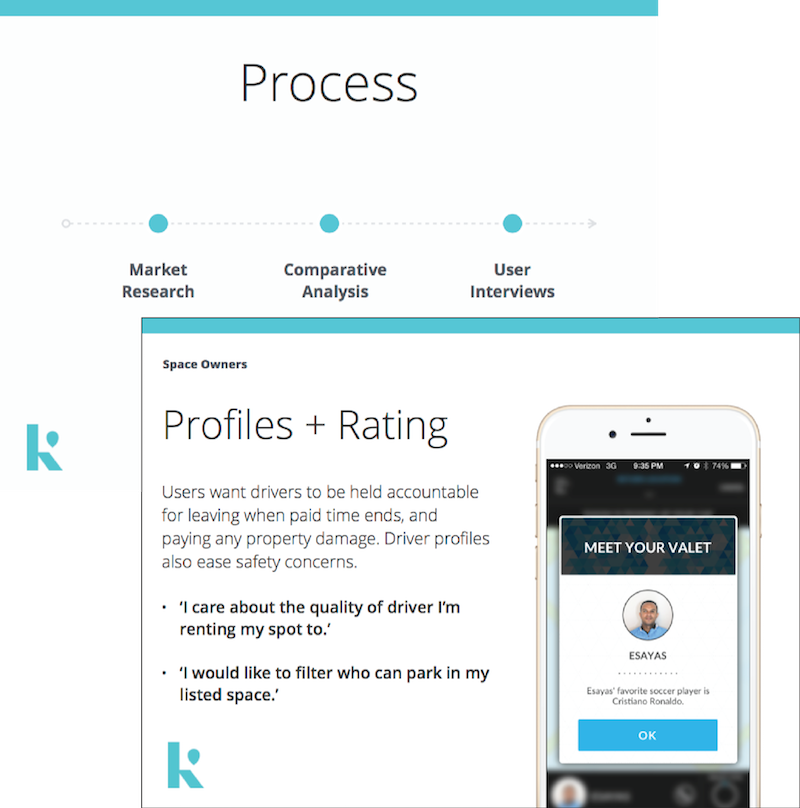 Process
Market
Research
Comparative
Analysis
User
Interviews
Space Owners
Profiles + Rating
Users want drivers to be held accountable
for leaving when paid time ends, and
paying any property damage. Driver profiles
also ease safety concerns.
• ‘I care about the quality of driver I’m
renting my spot to.’
• ‘I would like to filter who can park in my
listed space.’
k
k
Verizon 3G 9:35 PM 74%
MEET YOUR VALET
ESAYAS
Esayas' favorite soccer player is
Cristiano Ronaldo.
OK